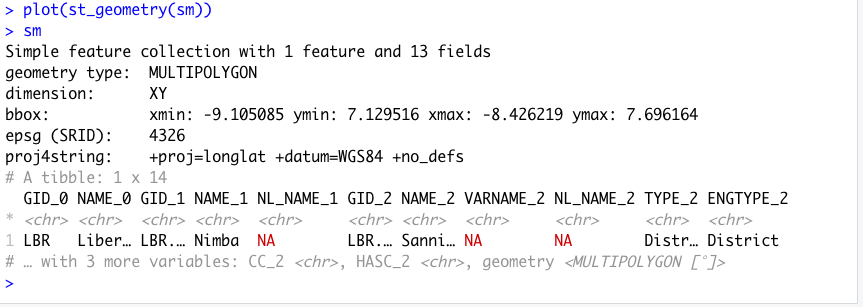 > plot(st_geometry(sm))
> sm
Simple feature collection with 1 feature and 13 fields
geometry type:  MULTIPOLYGON
dimension:      XY
bbox:           xmin: -9.105085 ymin: 7.129516 xmax: -8.426219 ymax: 7.696164
epsg (SRID):    4326
proj4string:    +proj=longlat +datum=WGS84 +no_defs
# A tibble: 1 x 14
  GID_0 NAME_0 GID_1 NAME_1 NL_NAME_1 GID_2 NAME_2 VARNAME_2 NL_NAME_2 TYPE_2 ENGTYPE_2
* <chr> <chr>  <chr> <chr>  <chr>     <chr> <chr>  <chr>     <chr>     <chr>  <chr>
1 LBR   Liber… LBR.… Nimba  NA        LBR.… Sanni… NA        NA        Distr… District
# … with 3 more variables: CC_2 <chr>, HASC_2 <chr>, geometry <MULTIPOLYGON [°]>
>